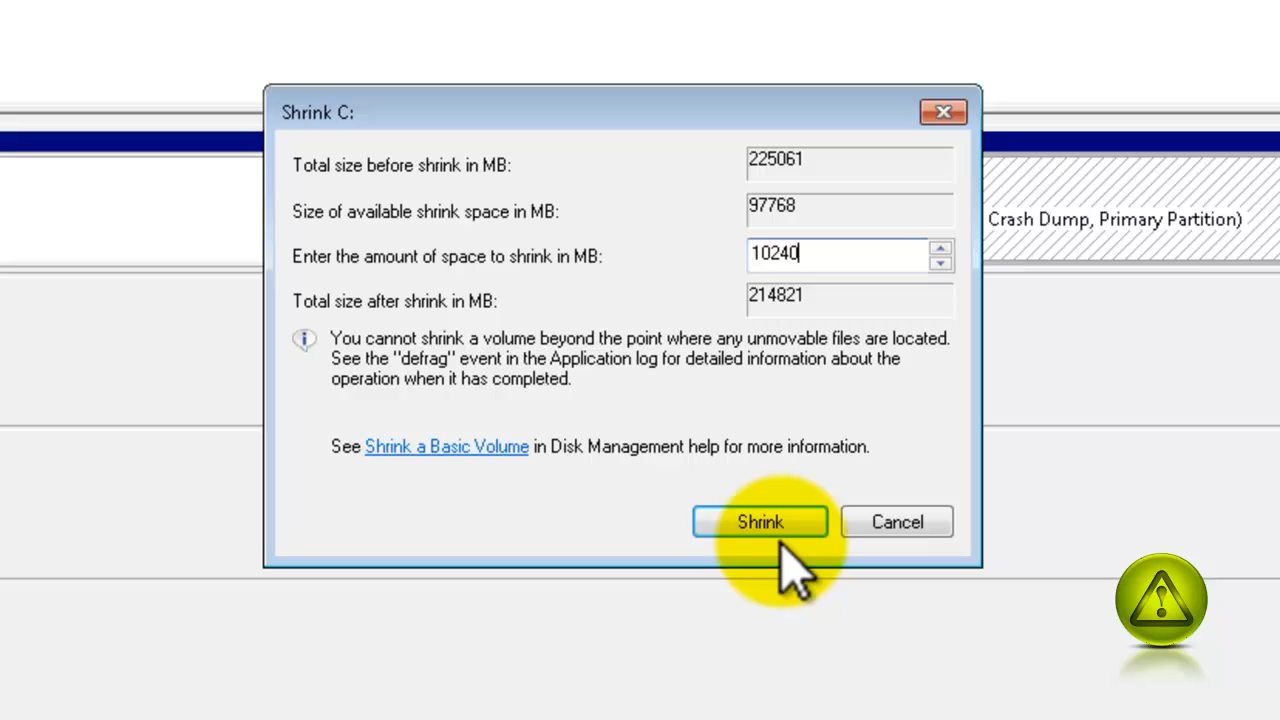 Shrink C:
Total size before shrink in MB: 225061
Size of available shrink space in MB: 97768
Enter the amount of space to shrink in MB: 10240
Total size after shrink in MB: 214821
You cannot shrink a volume beyond the point where any unmovable files are located.
See the "defrag" event in the Application log for detailed information about the
operation when it has completed.
See Shrink a Basic Volume in Disk Management help for more information.
Shrink Cancel
Crash Dump, Primary Partition)